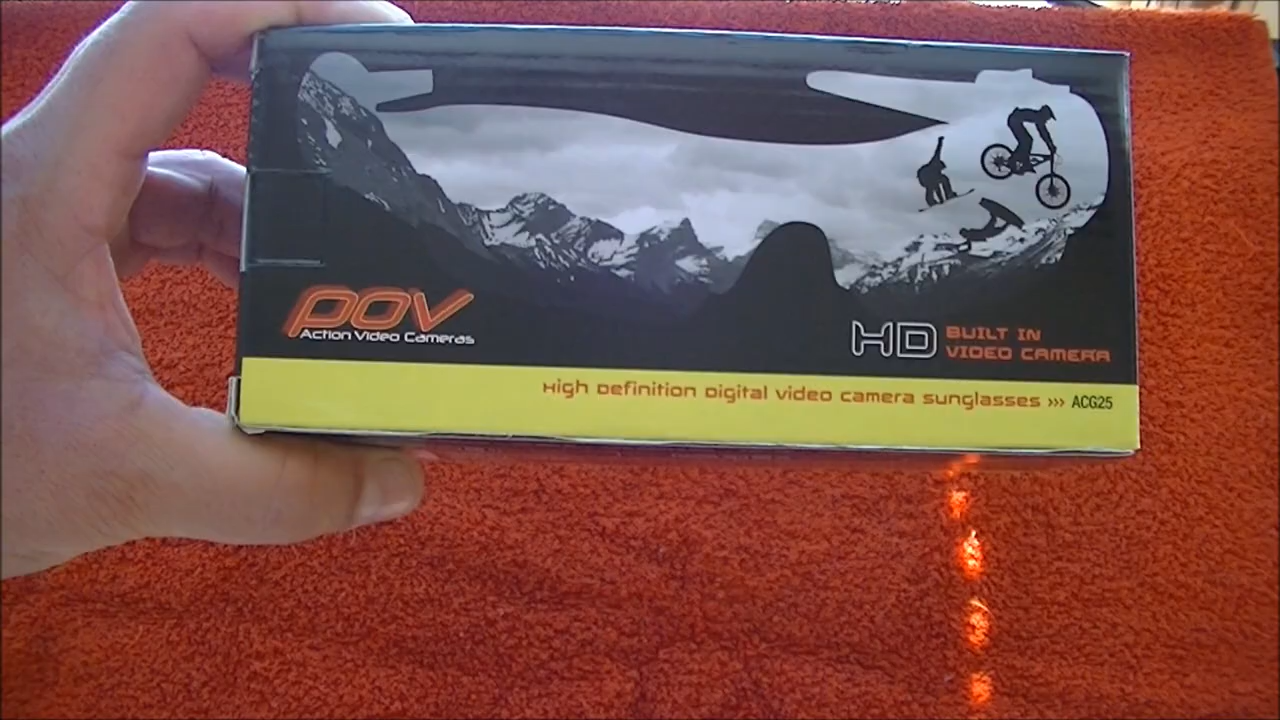 POV
Action Video Cameras
HD BUILT IN
VIDEO CAMERA
High Definition Digital video camera sunglasses >>> ACG25